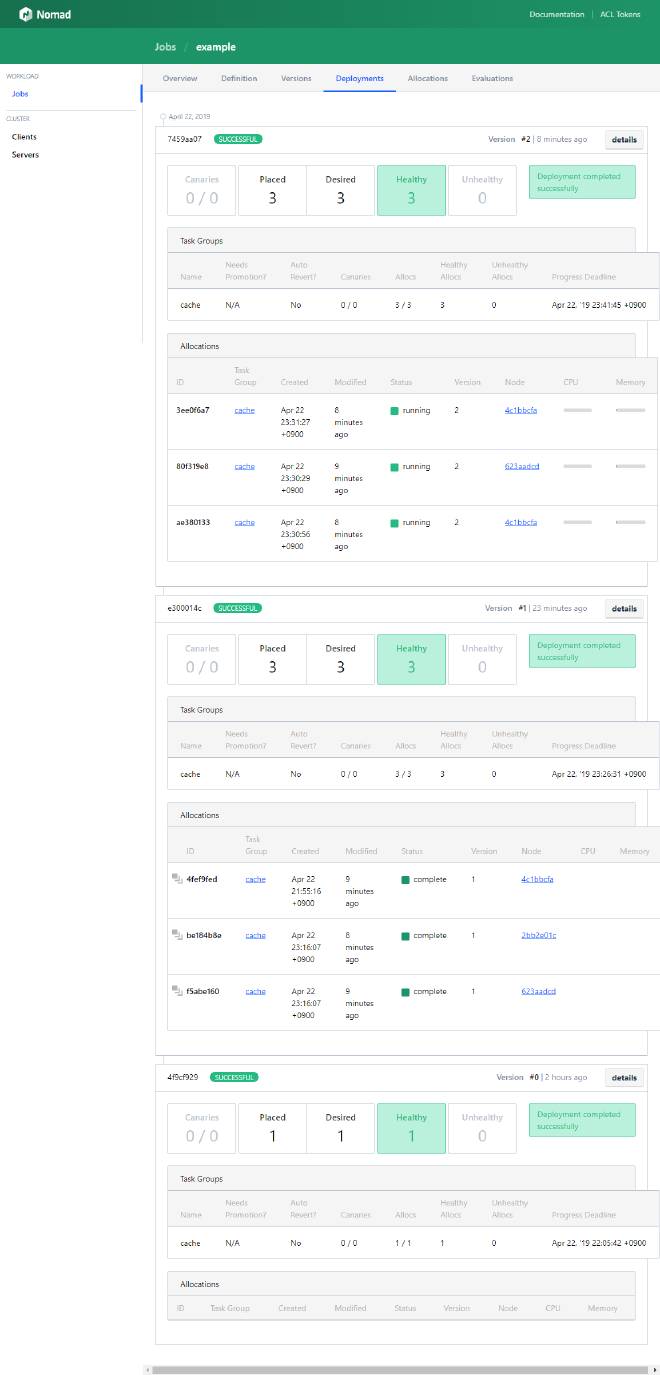 Nomad
Documentation ACL Tokens
Jobs / example
WORKLOAD
Jobs
CLUSTER
Clients
Servers
Overview Definition Versions Deployments Allocations Evaluations
April 22, 2019
7459aa07 SUCCESSFUL Version #2 | 8 minutes ago details
Canaries Placed Desired Healthy Unhealthy
0 / 0 3 3 3 0
Deployment completed
successfully
Task Groups
Needs Auto Healthy Unhealthy
Name Promotion? Revert? Canaries Allocs Allocs Allocs Progress Deadline
cache N/A No 0 / 0 3 / 3 3 0 Apr 22, '19 23:41:45 +0900
Allocations
Task
ID Group Created Modified Status Version Node CPU Memory
3ee0f6a7 cache Apr 22 8 running 2 4c1bbcfa
23:31:27 minutes
+0900 ago
80f319e8 cache Apr 22 9 running 2 623aadcd
23:30:29 minutes
+0900 ago
ae380133 cache Apr 22 8 running 2 4c1bbcfa
23:30:56 minutes
+0900 ago
e300014c SUCCESSFUL Version #1 | 23 minutes ago details
Canaries Placed Desired Healthy Unhealthy
0 / 0 3 3 3 0
Deployment completed
successfully
Task Groups
Needs Auto Healthy Unhealthy
Name Promotion? Revert? Canaries Allocs Allocs Allocs Progress Deadline
cache N/A No 0 / 0 3 / 3 3 0 Apr 22, '19 23:26:31 +0900
Allocations
Task
ID Group Created Modified Status Version Node CPU Memory
4fef9fed cache Apr 22 9 complete 1 4c1bbcfa
21:55:16 minutes
+0900 ago
be184b8e cache Apr 22 8 complete 1 2bb2e01c
23:16:07 minutes
+0900 ago
f5abe160 cache Apr 22 9 complete 1 623aadcd
23:16:07 minutes
+0900 ago
4f9cf929 SUCCESSFUL Version #0 | 2 hours ago details
Canaries Placed Desired Healthy Unhealthy
0 / 0 1 1 1 0
Deployment completed
successfully
Task Groups
Needs Auto Healthy Unhealthy
Name Promotion? Revert? Canaries Allocs Allocs Allocs Progress Deadline
cache N/A No 0 / 0 1 / 1 1 0 Apr 22, '19 22:05:42 +0900
Allocations
ID Task Group Created Modified Status Version Node CPU Memory